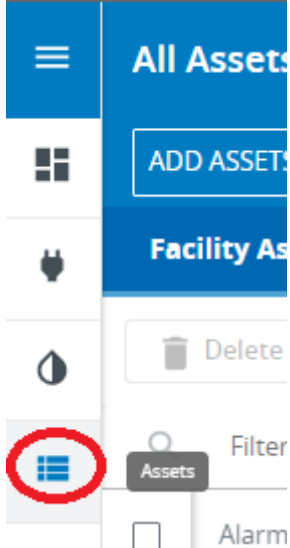 All Assets
ADD ASSETS
Facility As
Delete
Filter
Assets
Alarm